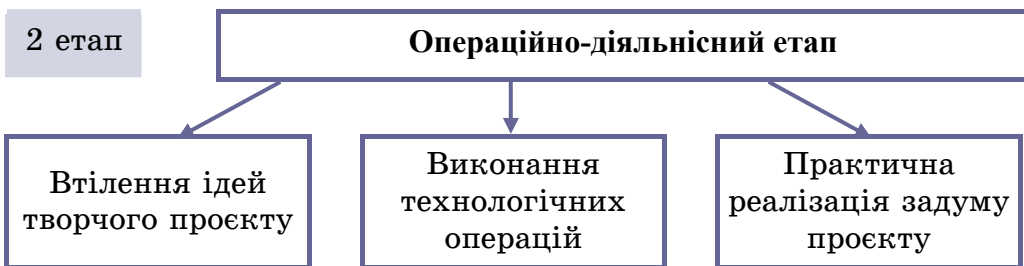 2 етап
Операційно-діяльнісний етап
Втілення ідей
творчого проєкту
Виконання
технологічних
операцій
Практична
реалізація задуму
проєкту